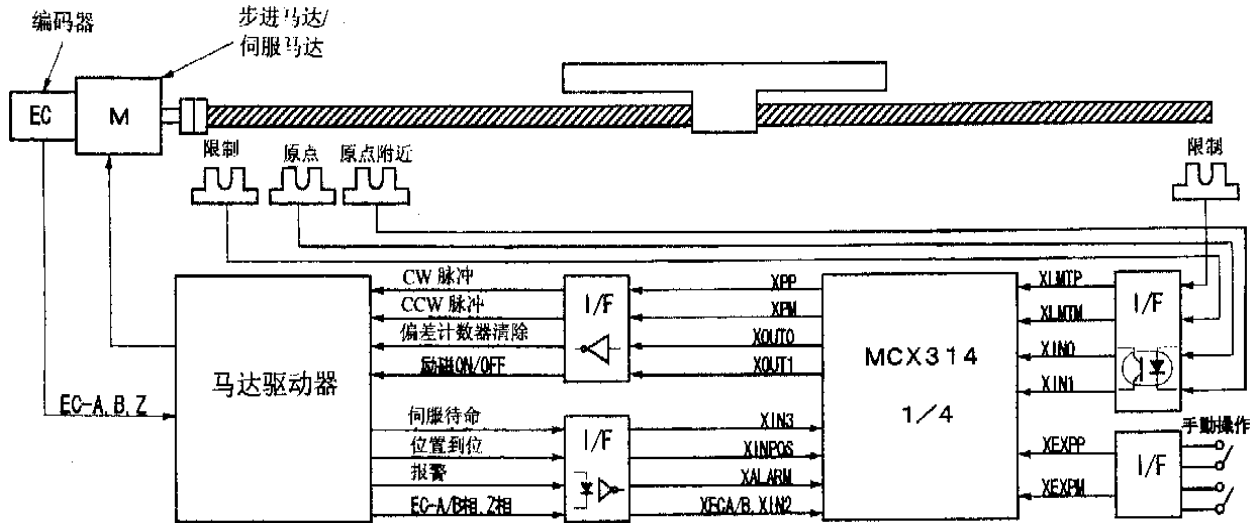 编码器
步进马达/
伺服马达
EC
M
限制
原点
原点附近
限制
CW 脉冲
CCW 脉冲
偏差计数器清除
励磁ON/OFF
I/F
XPP
XPM
XOUT0
XOUT1
MCX314
1/4
XLMTP
XLMTM
XIN0
XIN1
I/F
马达驱动器
EC-A, B, Z
伺服待命
位置到位
报警
EC-A/B相, Z相
I/F
XIN3
XINPOS
XALARM
XECA/B, XIN2
XEXPP
XEXPM
I/F
手動操作